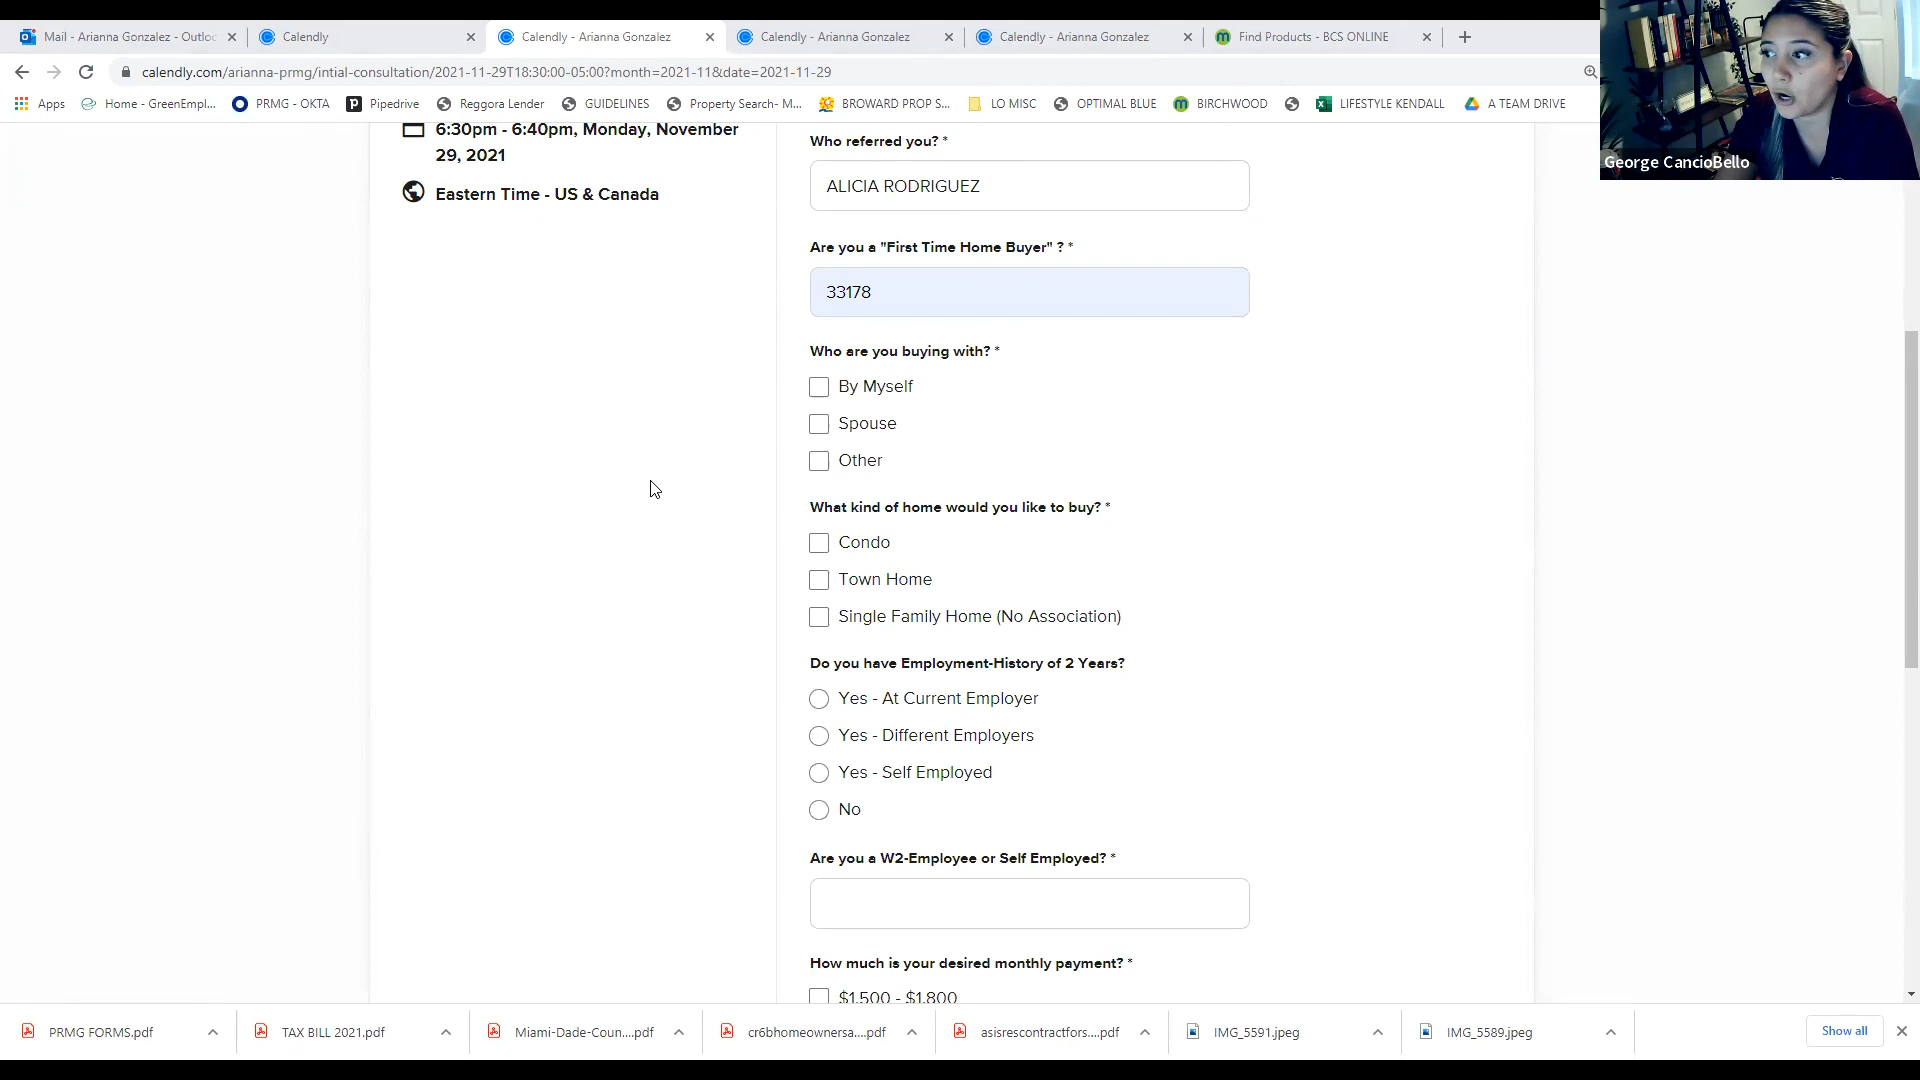 Mail - Arianna Gonzalez - Outloc
Calendly
Calendly - Arianna Gonzalez
Calendly - Arianna Gonzalez
Calendly - Arianna Gonzalez
Find Products - BCS ONLINE
calendly.com/arianna-prmg/intial-consultation/2021-11-29T18:30:00-05:00?month=2021-11&date=2021-11-29
Apps
Home - GreenEmpl...
PRMG - OKTA
Pipedrive
Reggora Lender
GUIDELINES
Property Search- M...
BROWARD PROP S...
LO MISC
OPTIMAL BLUE
BIRCHWOOD
LIFESTYLE KENDALL
A TEAM DRIVE
George CancioBello
6:30pm - 6:40pm, Monday, November
29, 2021
Eastern Time - US & Canada
Who referred you? *
ALICIA RODRIGUEZ
Are you a "First Time Home Buyer" ? *
33178
Who are you buying with? *
By Myself
Spouse
Other
What kind of home would you like to buy? *
Condo
Town Home
Single Family Home (No Association)
Do you have Employment-History of 2 Years?
Yes - At Current Employer
Yes - Different Employers
Yes - Self Employed
No
Are you a W2-Employee or Self Employed? *
How much is your desired monthly payment? *
$1,500 - $1,800
PRMG FORMS.pdf
TAX BILL 2021.pdf
Miami-Dade-Coun....pdf
cr6bhomeownersa....pdf
asisrescontractfors....pdf
IMG_5591.jpeg
IMG_5589.jpeg
Show all